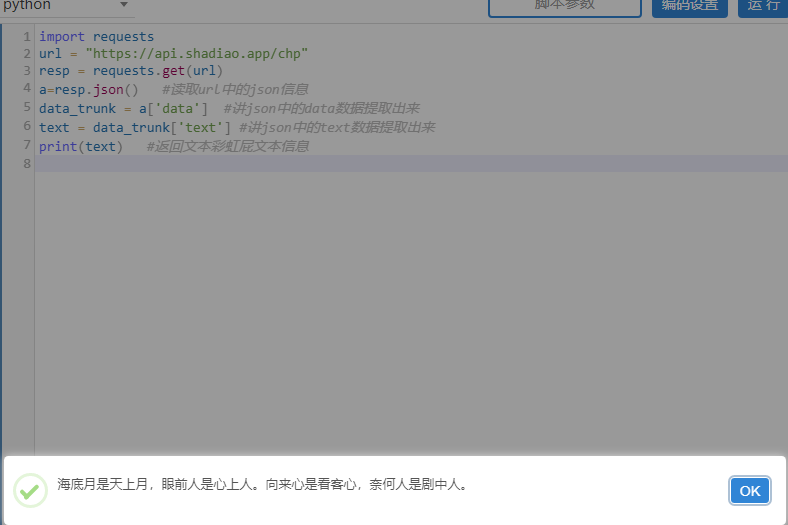 python
脚本参数
编码设置
运 行
1 import requests
2 url = "https://api.shadiao.app/chp"
3 resp = requests.get(url)
4 a=resp.json()   #读取url中的json信息
5 data_trunk = a['data']  #讲json中的data数据提取出来
6 text = data_trunk['text'] #讲json中的text数据提取出来
7 print(text)   #返回文本彩虹屁文本信息
8
海底月是天上月，眼前人是心上人。向来心是看客心，奈何人是剧中人。
OK